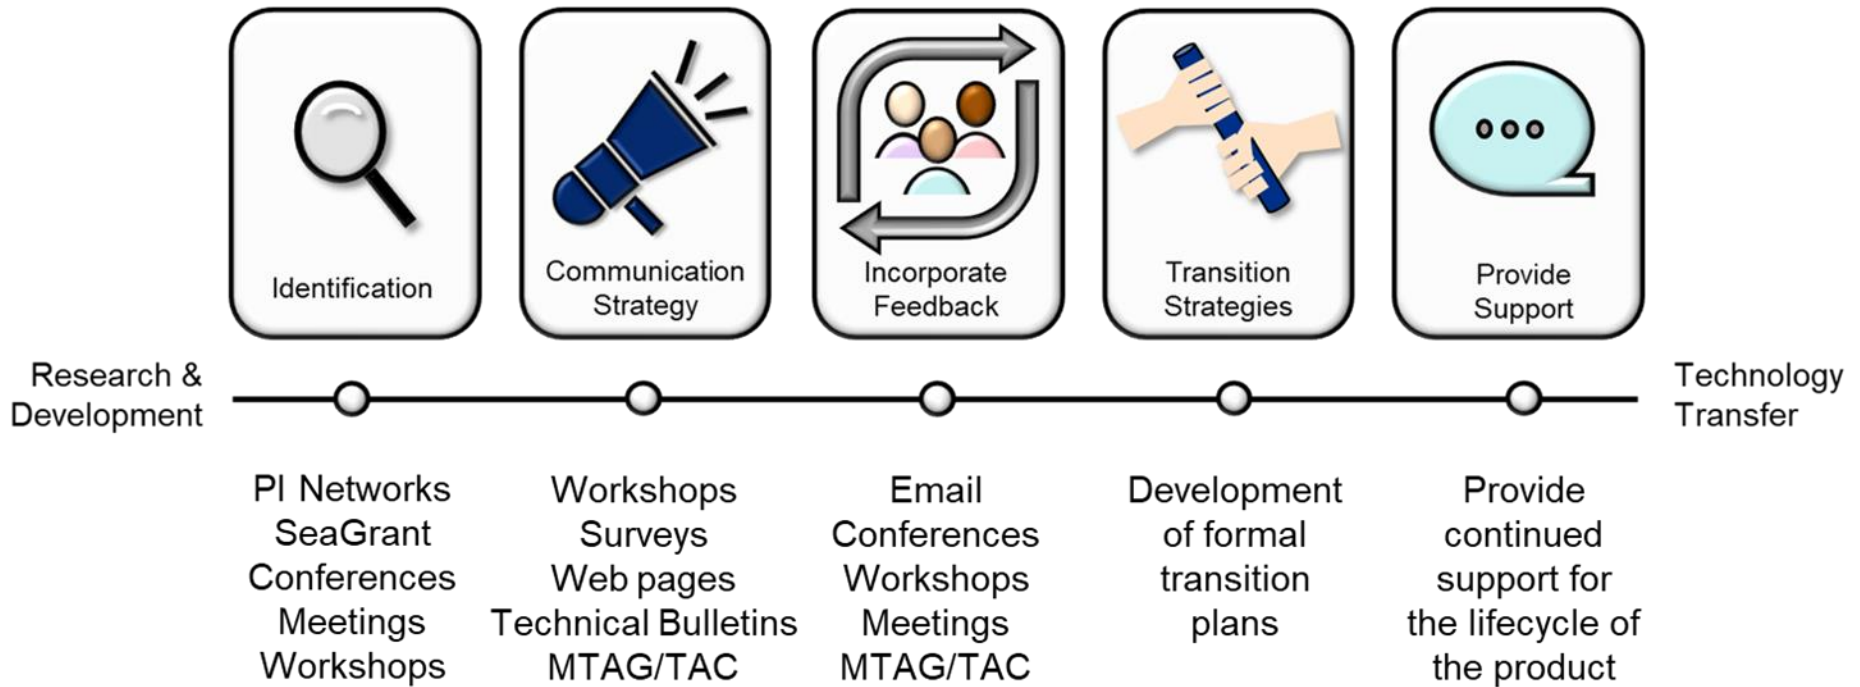 Identification
Communication
Strategy
Incorporate
Feedback
Transition
Strategies
Provide
Support
Research &
Development
Technology
Transfer
PI Networks
SeaGrant
Conferences
Meetings
Workshops
Workshops
Surveys
Web pages
Technical Bulletins
MTAG/TAC
Email
Conferences
Workshops
Meetings
MTAG/TAC
Development
of formal
transition
plans
Provide
continued
support for
the lifecycle of
the product